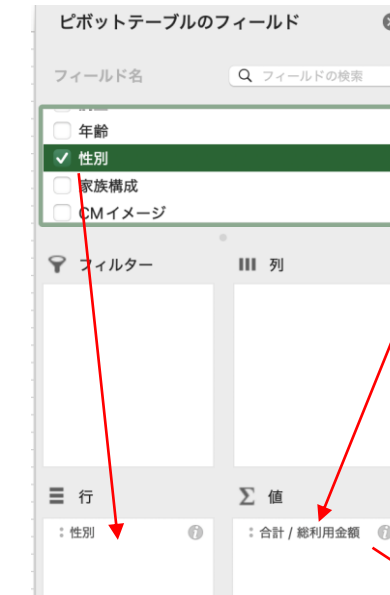 ピボットテーブルのフィールド
フィールド名
フィールドの検索
年齢
性別
家族構成
CMイメージ
フィルター
列
行
値
性別
合計 / 総利用金額